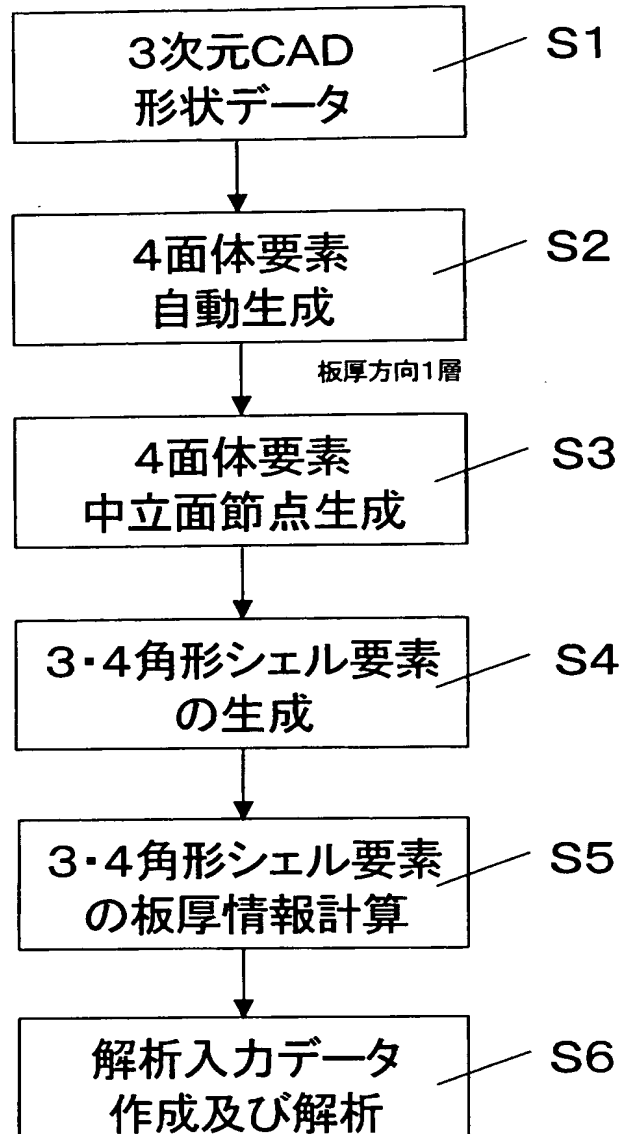 3次元CAD
形状データ
S1
4面体要素
自動生成
S2
板厚方向1層
4面体要素
中立面節点生成
S3
3・4角形シェル要素
の生成
S4
3・4角形シェル要素
の板厚情報計算
S5
解析入力データ
作成及び解析
S6